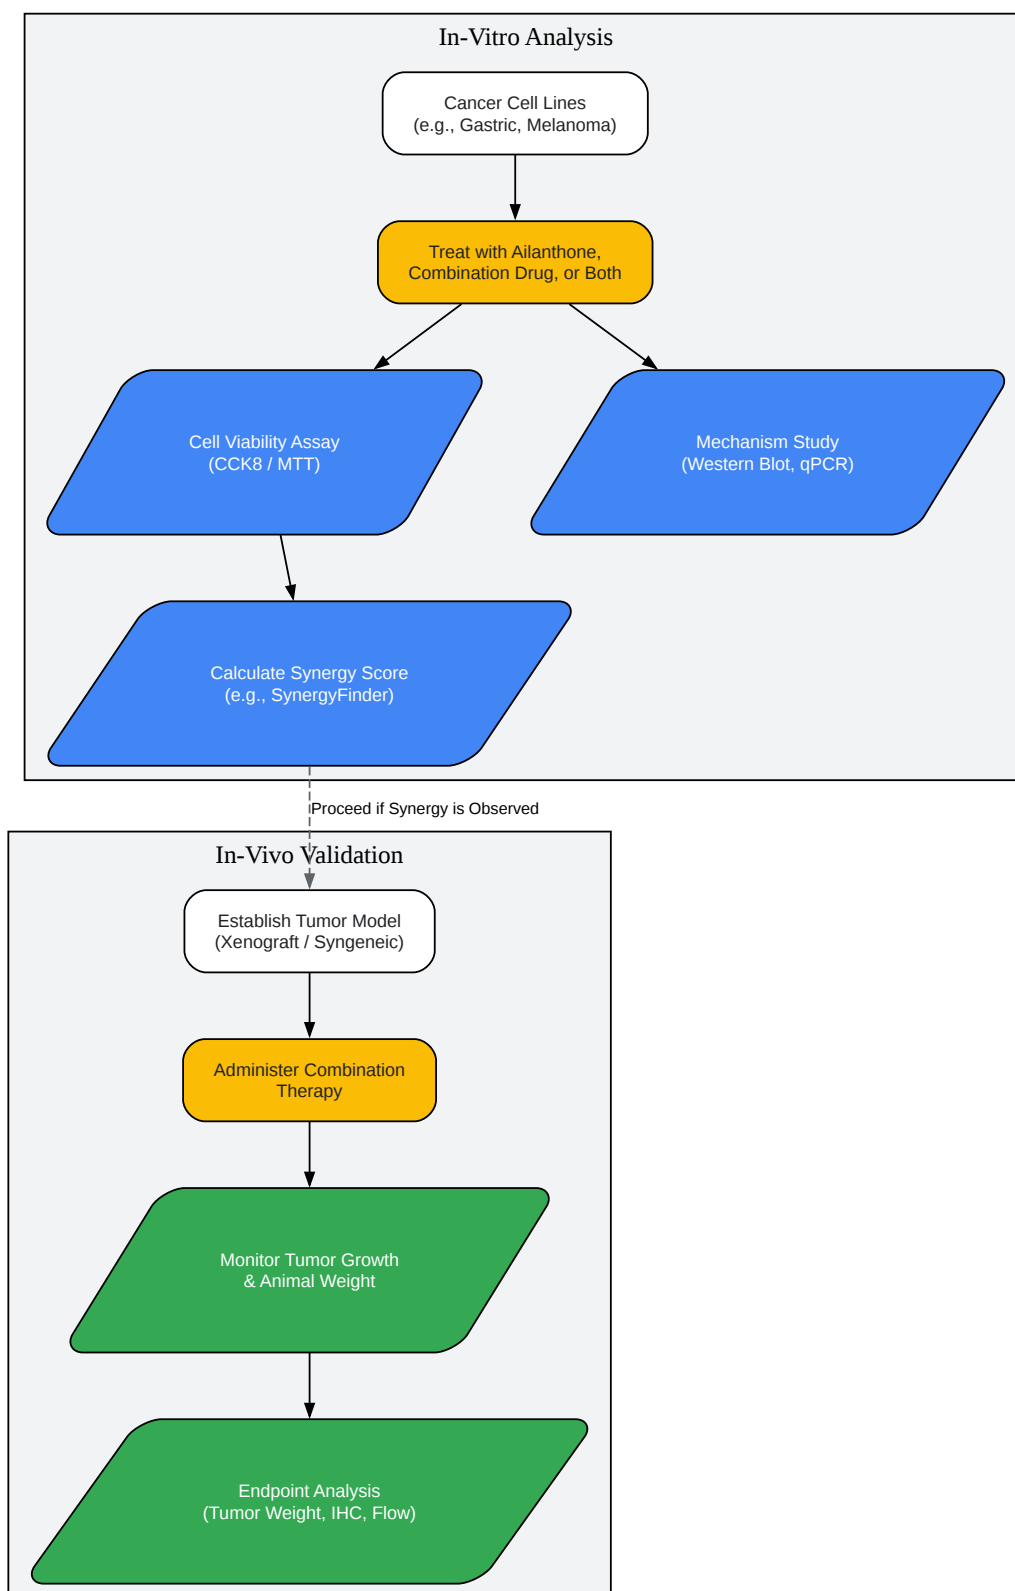 In-Vitro Analysis
Cancer Cell Lines
(e.g., Gastric, Melanoma)
Treat with Ailanthone,
Combination Drug, or Both
Cell Viability Assay
(CCK8 / MTT)
Mechanism Study
(Western Blot, qPCR)
Calculate Synergy Score
(e.g., SynergyFinder)
Proceed if Synergy is Observed
In-Vivo Validation
Establish Tumor Model
(Xenograft / Syngeneic)
Administer Combination
Therapy
Monitor Tumor Growth
& Animal Weight
Endpoint Analysis
(Tumor Weight, IHC, Flow)